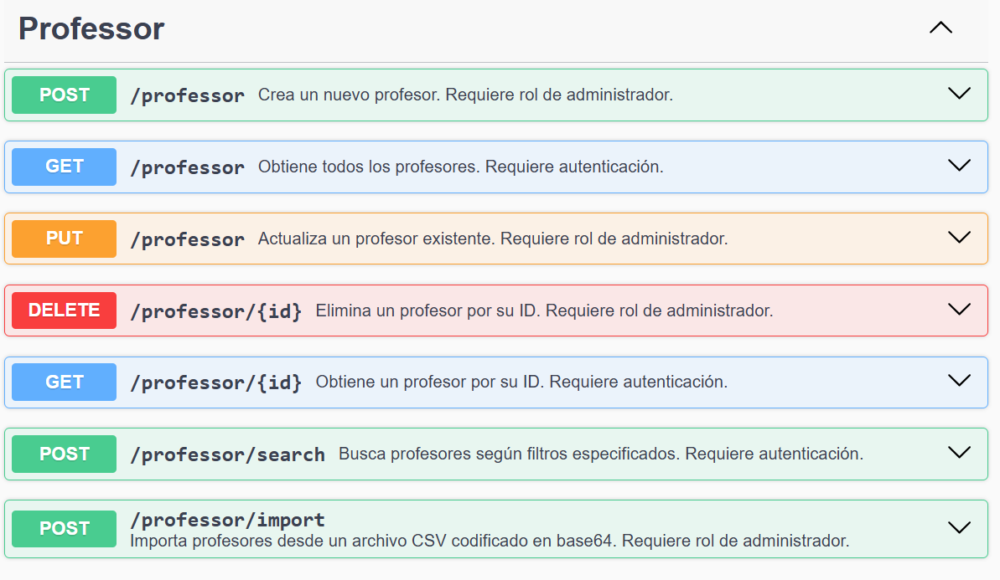 Professor
POST /professor Crea un nuevo profesor. Requiere rol de administrador.
GET /professor Obtiene todos los profesores. Requiere autenticación.
PUT /professor Actualiza un profesor existente. Requiere rol de administrador.
DELETE /professor/{id} Elimina un profesor por su ID. Requiere rol de administrador.
GET /professor/{id} Obtiene un profesor por su ID. Requiere autenticación.
POST /professor/search Busca profesores según filtros especificados. Requiere autenticación.
POST /professor/import
Importa profesores desde un archivo CSV codificado en base64. Requiere rol de administrador.